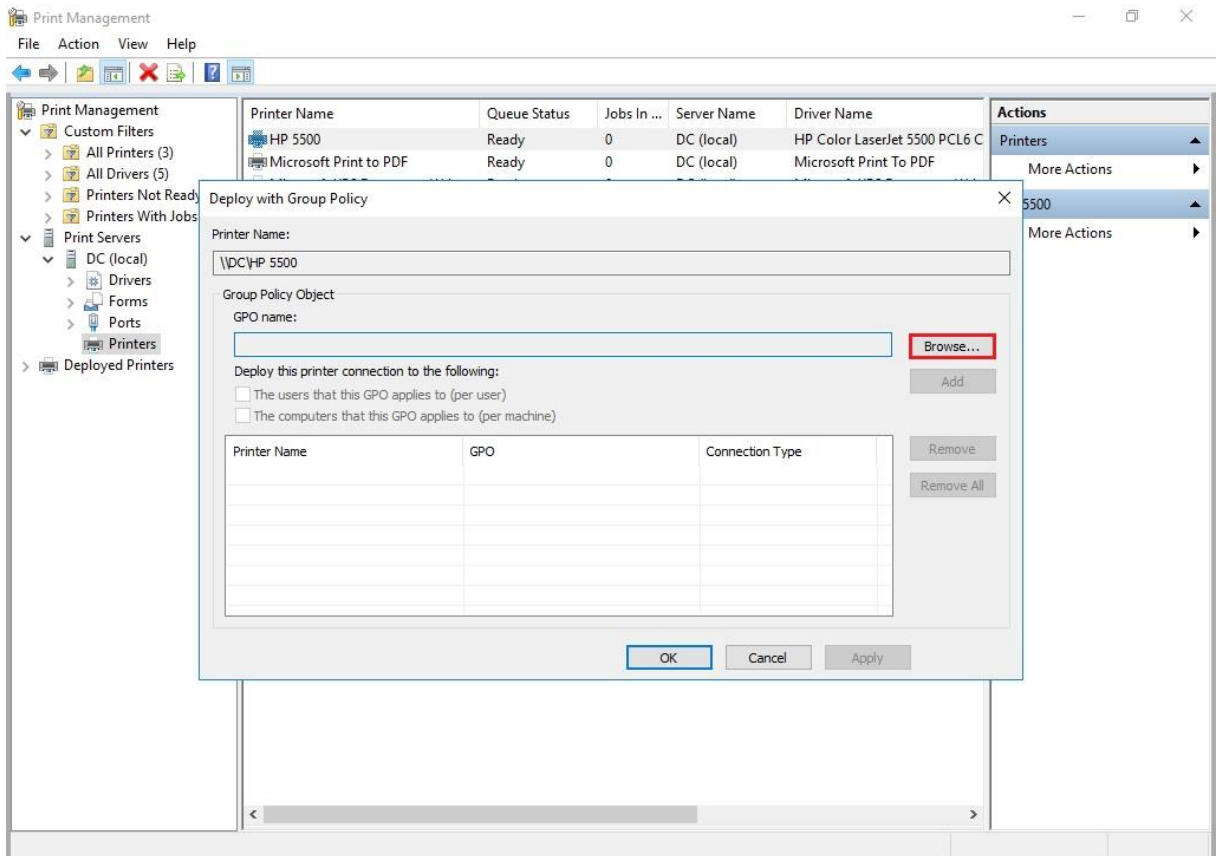 Print Management
File Action View Help
Print Management
Custom Filters
All Printers (3)
All Drivers (5)
Printers Not Ready
Printers With Jobs
Print Servers
DC (local)
Drivers
Forms
Ports
Printers
Deployed Printers
Printer Name Queue Status Jobs In ... Server Name Driver Name
HP 5500 Ready 0 DC (local) HP Color LaserJet 5500 PCL6 C
Microsoft Print to PDF Ready 0 DC (local) Microsoft Print To PDF
Actions
Printers
More Actions
5500
More Actions
Deploy with Group Policy
Printer Name:
\\DC\HP 5500
Group Policy Object
GPO name:
Browse...
Deploy this printer connection to the following:
Add
The users that this GPO applies to (per user)
The computers that this GPO applies to (per machine)
Printer Name GPO Connection Type
Remove
Remove All
OK Cancel Apply